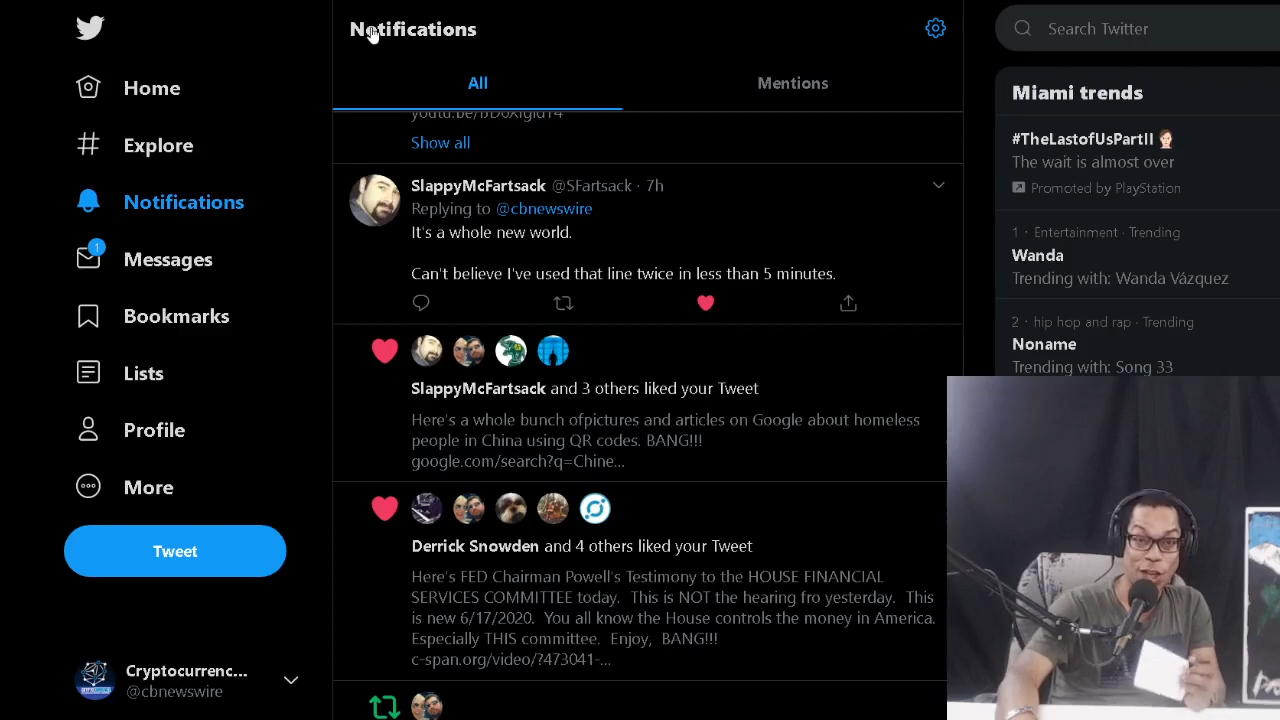 Home
Explore
Notifications
1
Messages
Bookmarks
Lists
Profile
More
Tweet
Cryptocurrenc...
@cbnewswire
Notifications
All
Mentions
Show all
SlappyMcFartsack @SFartsack · 7h
Replying to @cbnewswire
It's a whole new world.
Can't believe I've used that line twice in less than 5 minutes.
SlappyMcFartsack and 3 others liked your Tweet
Here's a whole bunch ofpictures and articles on Google about homeless
people in China using QR codes. BANG!!!
google.com/search?q=Chine...
Derrick Snowden and 4 others liked your Tweet
Here's FED Chairman Powell's Testimony to the HOUSE FINANCIAL
SERVICES COMMITTEE today. This is NOT the hearing fro yesterday. This
is new 6/17/2020. You all know the House controls the money in America.
Especially THIS committee. Enjoy, BANG!!!
c-span.org/video/?473041-...
Search Twitter
Miami trends
#TheLastofUsPartII
The wait is almost over
Promoted by PlayStation
1 · Entertainment · Trending
Wanda
Trending with: Wanda Vázquez
2 · hip hop and rap · Trending
Noname
Trending with: Song 33